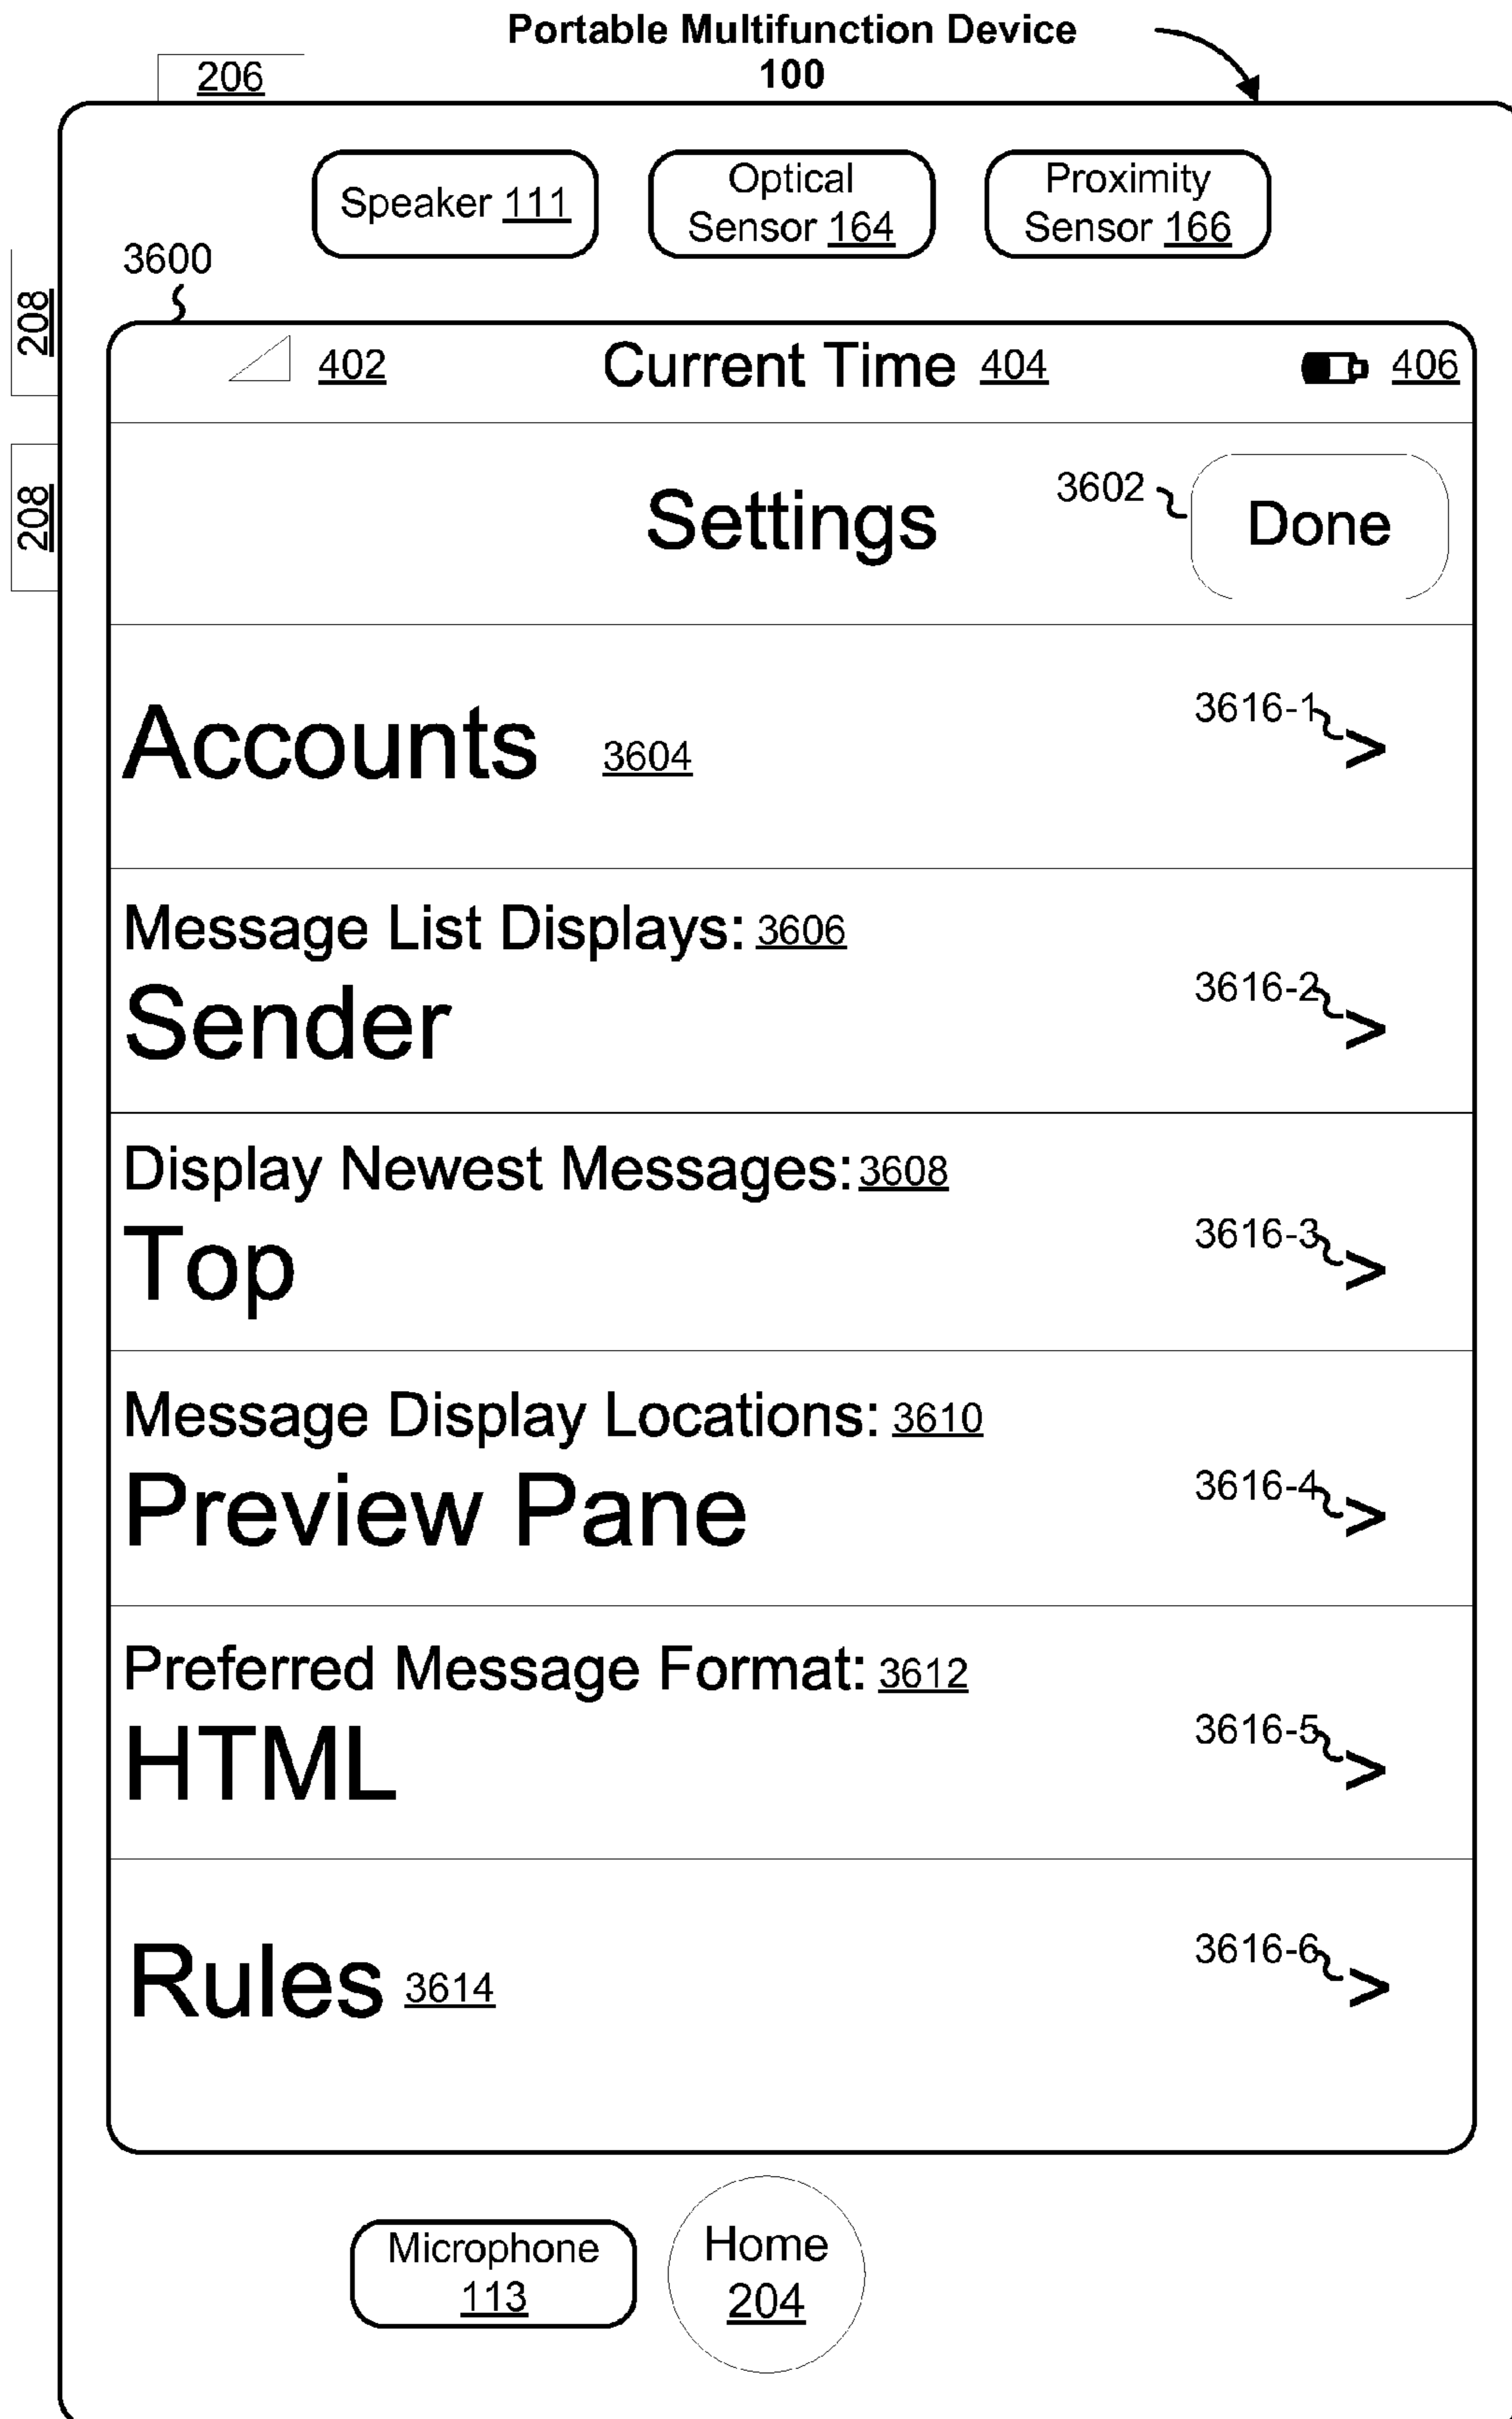 Portable Multifunction Device
100
206
Speaker 111
Optical
Sensor 164
Proximity
Sensor 166
3600
208
208
402
Current Time 404
406
Settings
3602
Done
Accounts 3604
3616-1
>
Message List Displays: 3606
Sender
3616-2
>
Display Newest Messages: 3608
Top
3616-3
>
Message Display Locations: 3610
Preview Pane
3616-4
>
Preferred Message Format: 3612
HTML
3616-5
>
Rules 3614
3616-6
>
Microphone
113
Home
204